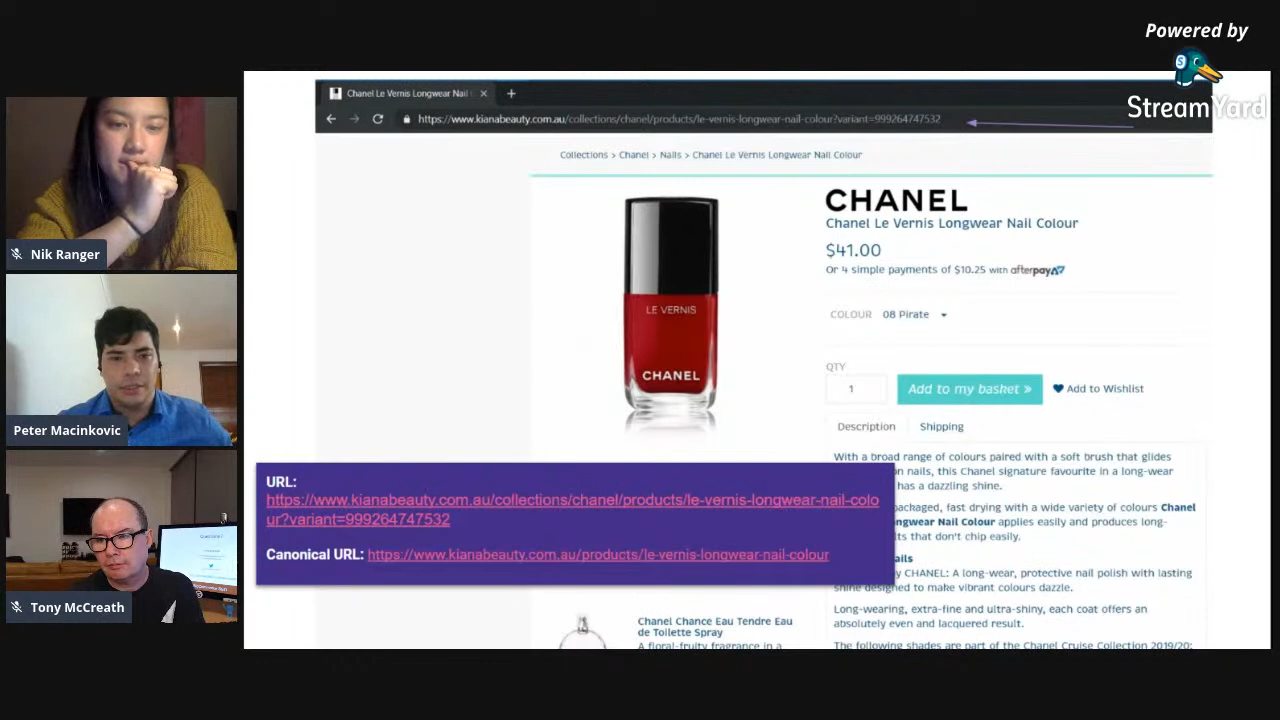 Powered by
StreamYard
Nik Ranger
Peter Macinkovic
Tony McCreath
Chanel Le Vernis Longwear Nail
https://www.kianabeauty.com.au/collections/chanel/products/le-vernis-longwear-nail-colour?variant=999264747532
Collections > Chanel > Nails > Chanel Le Vernis Longwear Nail Colour
LE VERNIS
CHANEL
CHANEL
Chanel Le Vernis Longwear Nail Colour
$41.00
Or 4 simple payments of $10.25 with afterpay
COLOUR 08 Pirate
QTY
1 Add to my basket » Add to Wishlist
Description Shipping
With a broad range of colours paired with a soft brush that glides
on nails, this Chanel signature favourite in a long-wear
has a dazzling shine.
packaged, fast drying with a wide variety of colours Chanel
Nail Colour applies easily and produces long-
that don't chip easily.
by CHANEL: A long-wear, protective nail polish with lasting
shine designed to make vibrant colours dazzle.
Long-wearing, extra-fine and ultra-shiny, each coat offers an
absolutely even and lacquered result.
The following shades are part of the Chanel Cruise Collection 2019/20:
URL:
https://www.kianabeauty.com.au/collections/chanel/products/le-vernis-longwear-nail-colo
ur?variant=999264747532
Canonical URL: https://www.kianabeauty.com.au/products/le-vernis-longwear-nail-colour
Chanel Chance Eau Tendre Eau
de Toilette Spray
A floral-fruity fragrance in a